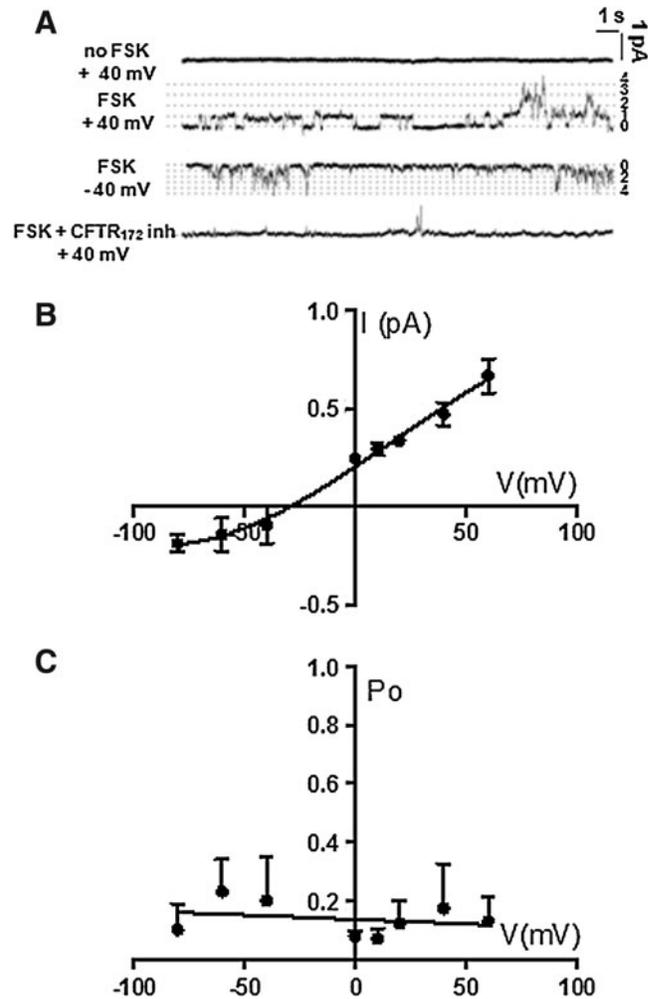 A
1 s
1 pA
no FSK
+ 40 mV
FSK
+40 mV
4
3
2
1
0
FSK
-40 mV
0
2
4
FSK + CFTR172 inh
+ 40 mV
B
I (pA)
1.0
0.5
V(mV)
-100
-50
50
100
-0.5
C
Po
1.0
0.8
0.6
0.4
0.2
V(mV)
-100
-50
0
50
100